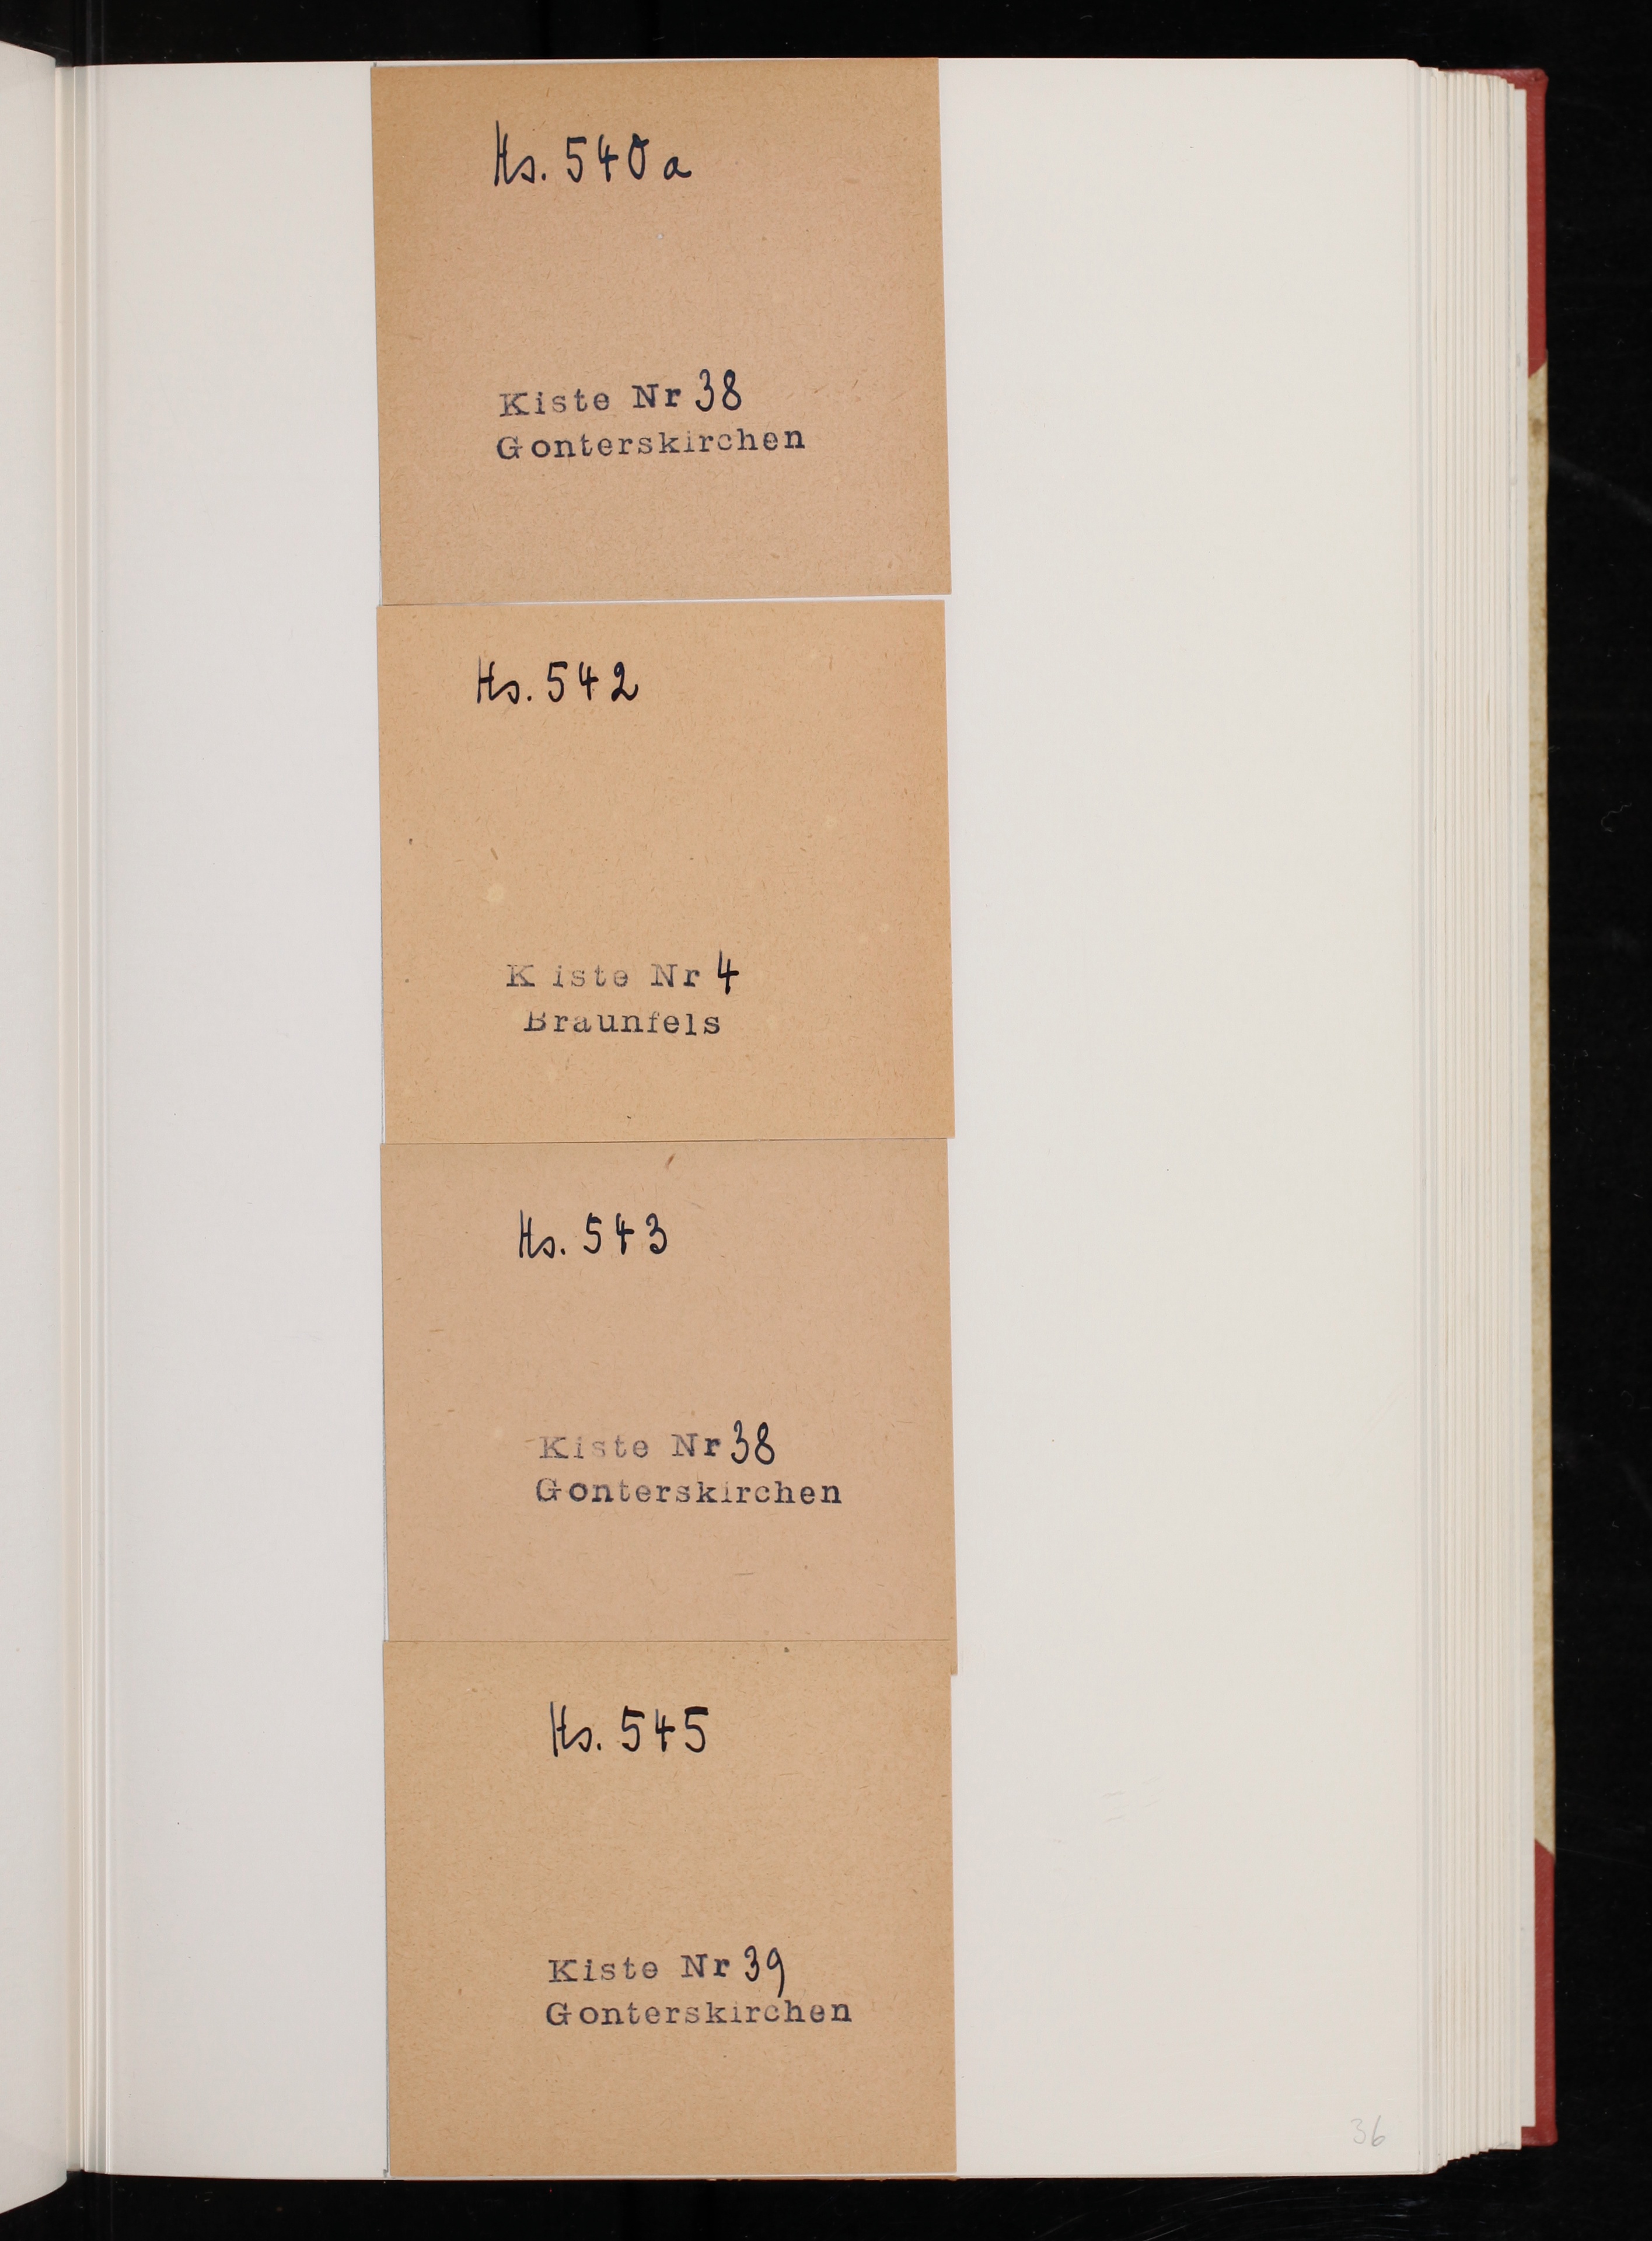 Hs. 540a
Kiste Nr 38
Gonterskirchen
Hs. 542
Kiste Nr 4
Braunfels
Hs. 543
Kiste Nr 38
Gonterskirchen
Hs. 545
Kiste Nr 39
Gonterskirchen
36